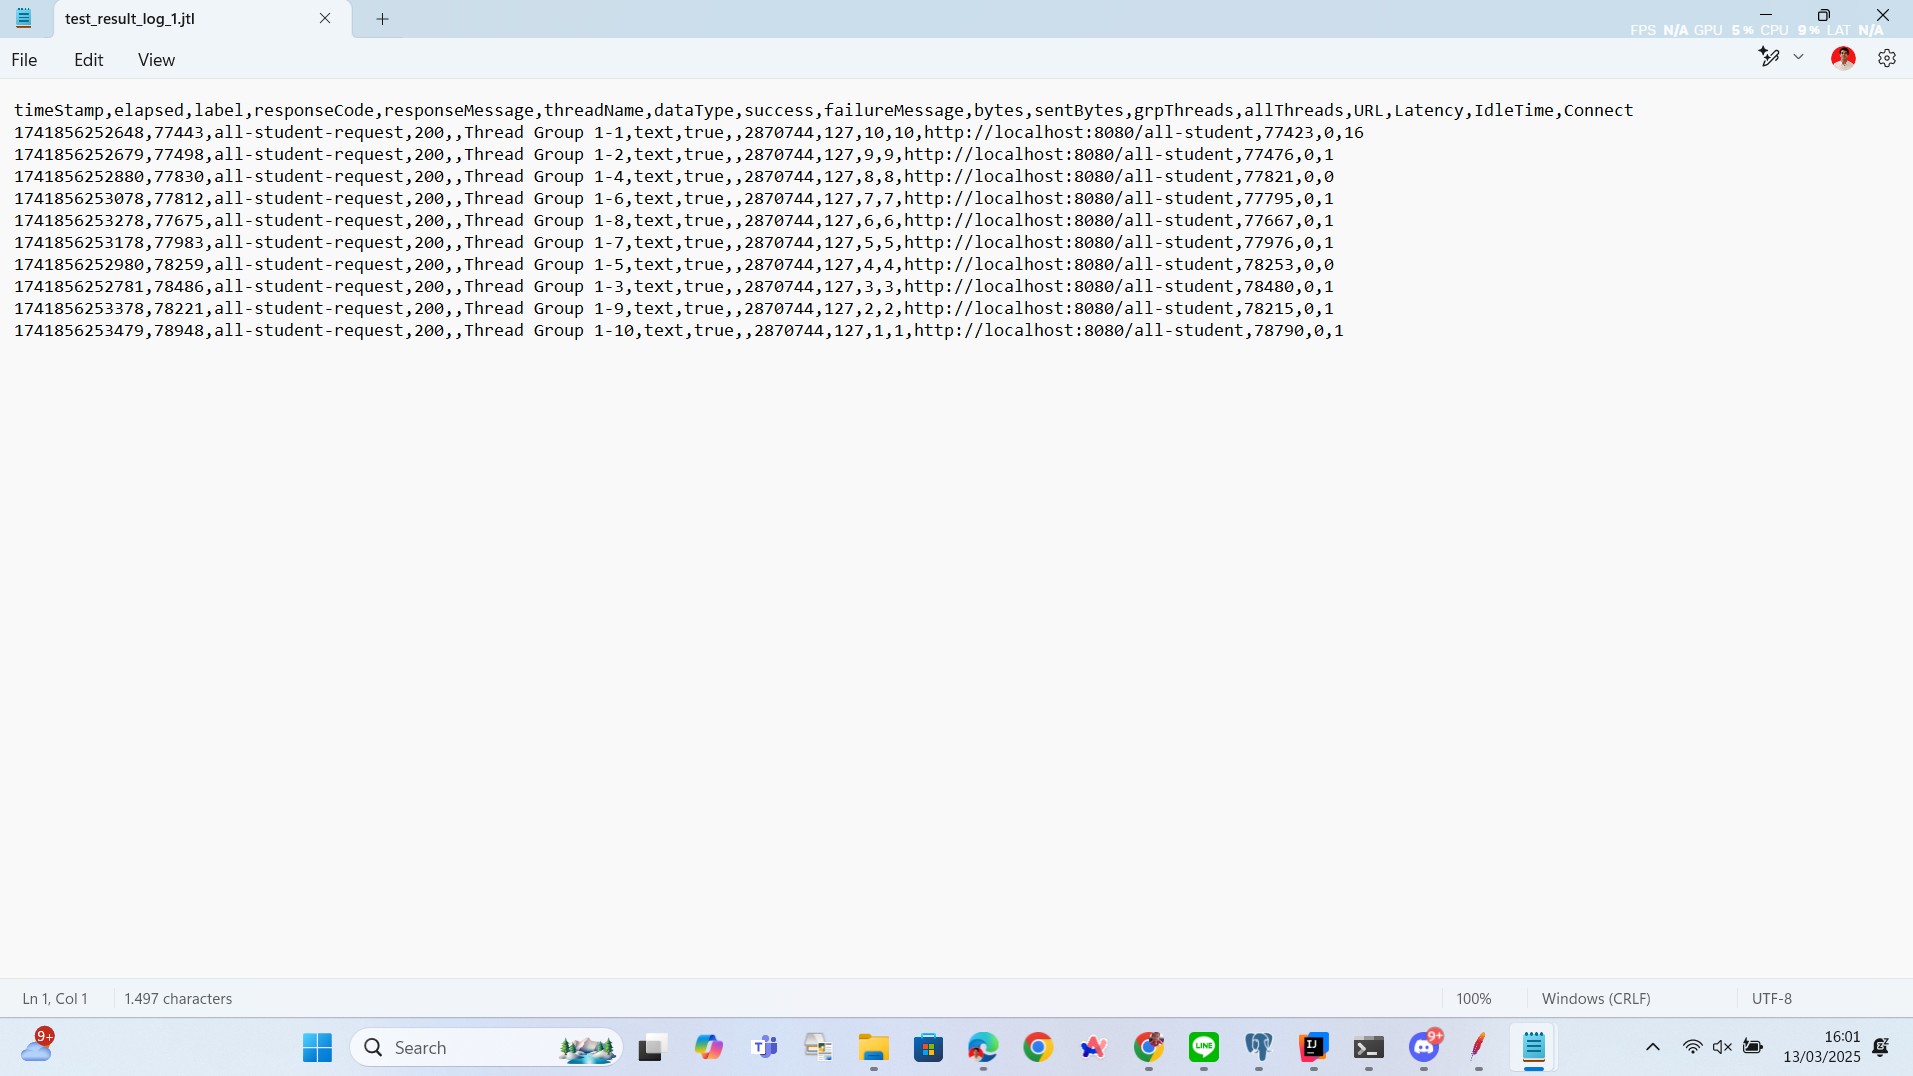 test_result_log_1.jtl
FPS N/A GPU 5% CPU 9% LAT N/A
File Edit View
timeStamp,elapsed,label,responseCode,responseMessage,threadName,dataType,success,failureMessage,bytes,sentBytes,grpThreads,allThreads,URL,Latency,IdleTime,Connect
1741856252648,77443,all-student-request,200,,Thread Group 1-1,text,true,,2870744,127,10,10,http://localhost:8080/all-student,77423,0,16
1741856252679,77498,all-student-request,200,,Thread Group 1-2,text,true,,2870744,127,9,9,http://localhost:8080/all-student,77476,0,1
1741856252880,77830,all-student-request,200,,Thread Group 1-4,text,true,,2870744,127,8,8,http://localhost:8080/all-student,77821,0,0
1741856253078,77812,all-student-request,200,,Thread Group 1-6,text,true,,2870744,127,7,7,http://localhost:8080/all-student,77795,0,1
1741856253278,77675,all-student-request,200,,Thread Group 1-8,text,true,,2870744,127,6,6,http://localhost:8080/all-student,77667,0,1
1741856253178,77983,all-student-request,200,,Thread Group 1-7,text,true,,2870744,127,5,5,http://localhost:8080/all-student,77976,0,1
1741856252980,78259,all-student-request,200,,Thread Group 1-5,text,true,,2870744,127,4,4,http://localhost:8080/all-student,78253,0,0
1741856252781,78486,all-student-request,200,,Thread Group 1-3,text,true,,2870744,127,3,3,http://localhost:8080/all-student,78480,0,1
1741856253378,78221,all-student-request,200,,Thread Group 1-9,text,true,,2870744,127,2,2,http://localhost:8080/all-student,78215,0,1
1741856253479,78948,all-student-request,200,,Thread Group 1-10,text,true,,2870744,127,1,1,http://localhost:8080/all-student,78790,0,1
Ln 1, Col 1 1.497 characters 100% Windows (CRLF) UTF-8
9+
Search
LINE
IJ
9+
16:01
13/03/2025